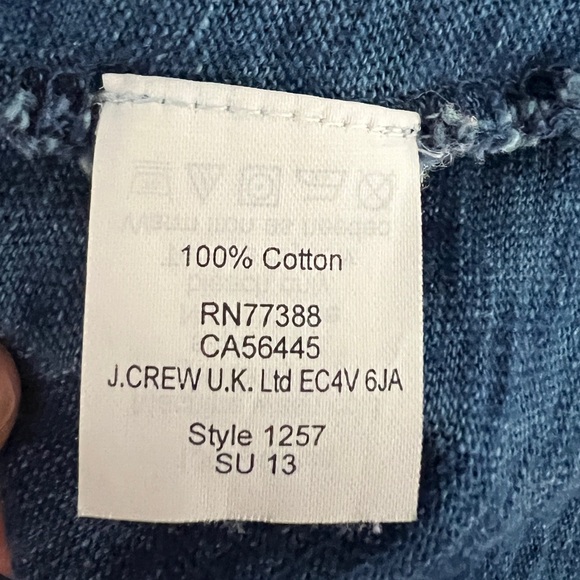 100% Cotton
RN77388
CA56445
J.CREW U.K. Ltd EC4V 6JA
Style 1257
SU 13